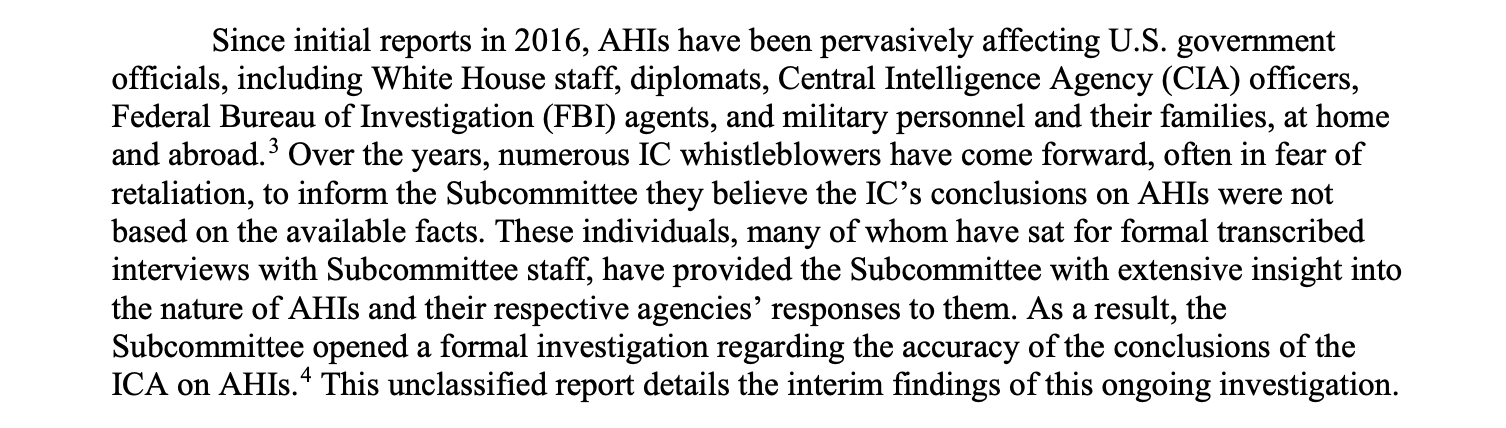 Since initial reports in 2016, AHIs have been pervasively affecting U.S. government
officials, including White House staff, diplomats, Central Intelligence Agency (CIA) officers,
Federal Bureau of Investigation (FBI) agents, and military personnel and their families, at home
and abroad.3 Over the years, numerous IC whistleblowers have come forward, often in fear of
retaliation, to inform the Subcommittee they believe the IC’s conclusions on AHIs were not
based on the available facts. These individuals, many of whom have sat for formal transcribed
interviews with Subcommittee staff, have provided the Subcommittee with extensive insight into
the nature of AHIs and their respective agencies’ responses to them. As a result, the
Subcommittee opened a formal investigation regarding the accuracy of the conclusions of the
ICA on AHIs.4 This unclassified report details the interim findings of this ongoing investigation.